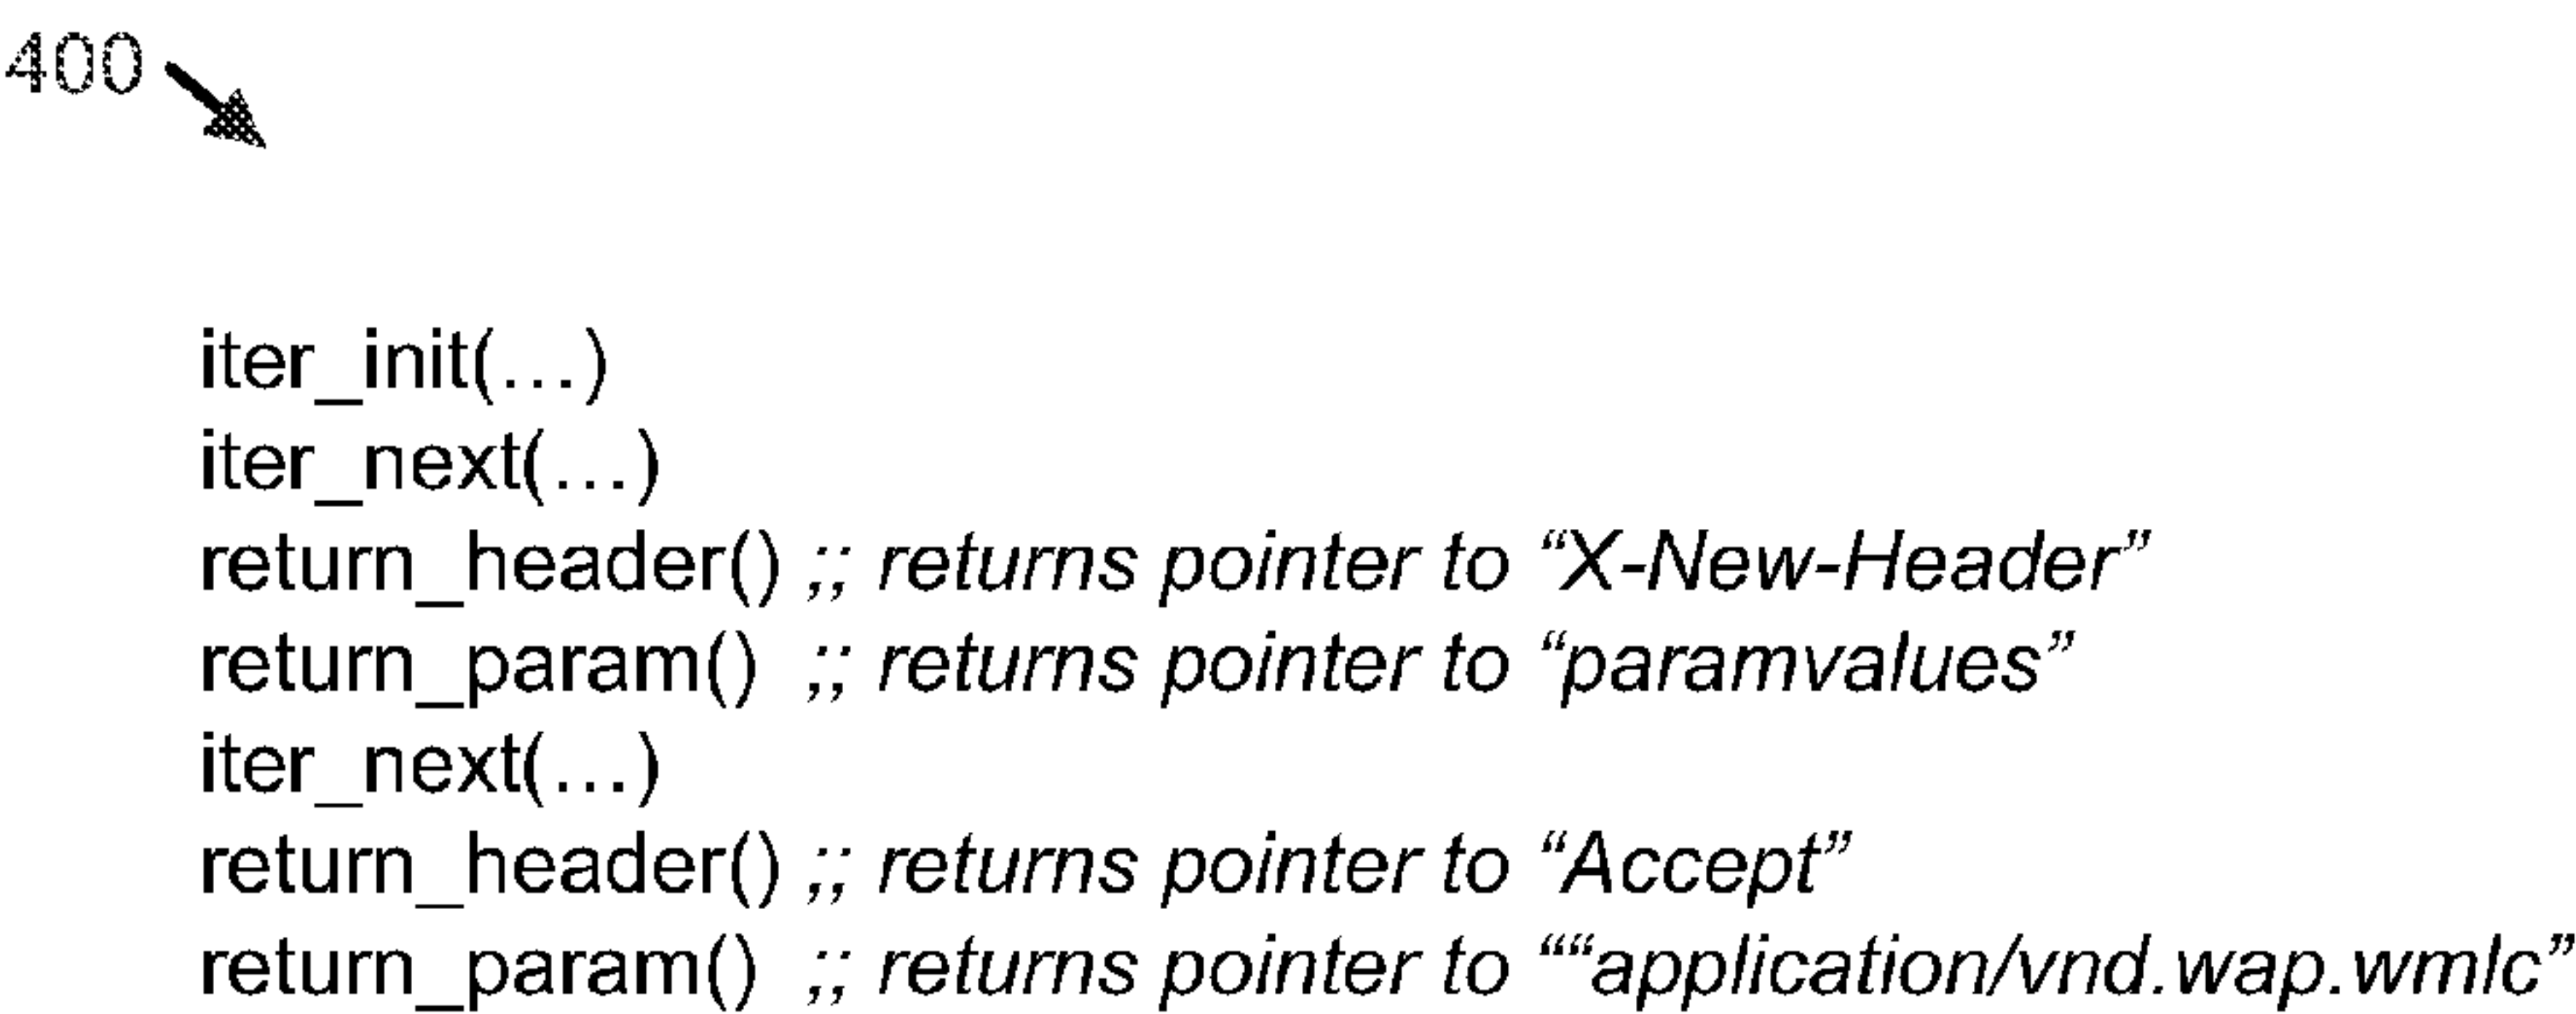 400
iter_init(…)
iter_next(…)
return_header() ;; returns pointer to “X-New-Header”
return_param() ;; returns pointer to “paramvalues”
iter_next(…)
return_header() ;; returns pointer to “Accept”
return_param() ;; returns pointer to ““application/vnd.wap.wmlc”